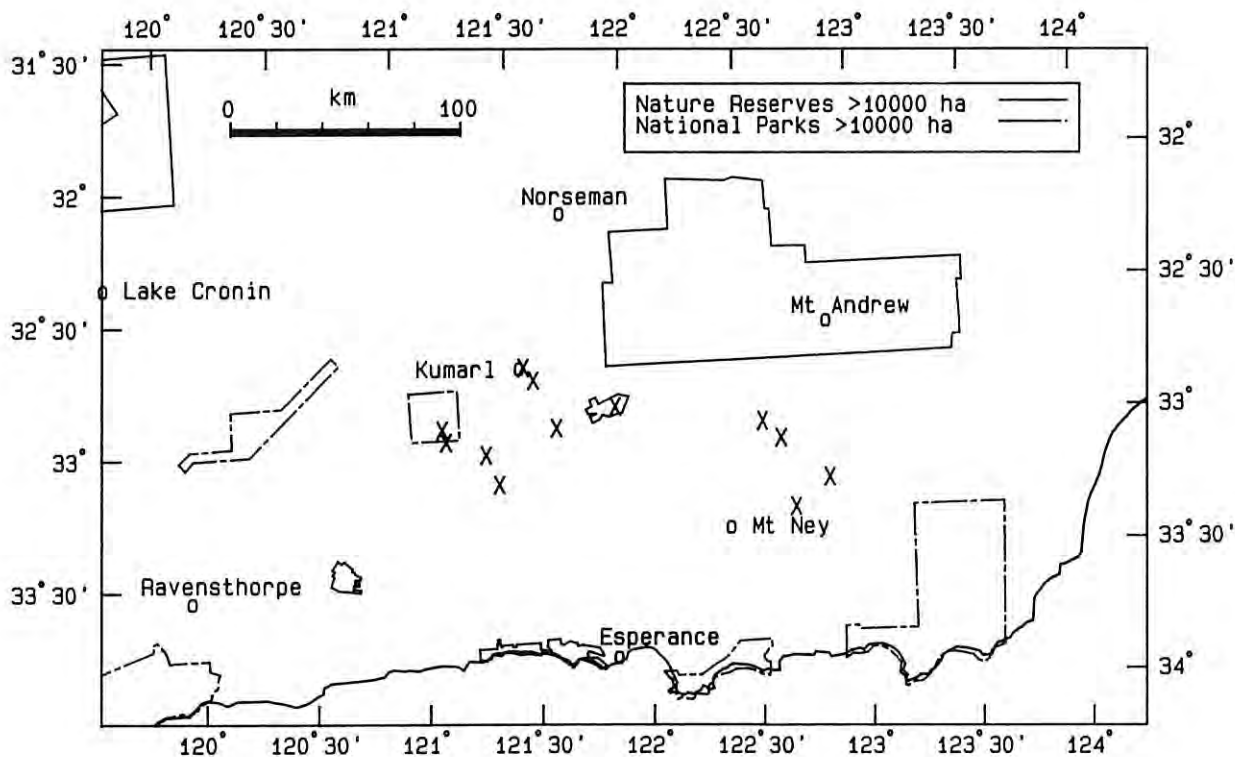 120° 120°30' 121° 121°30' 122° 122°30' 123° 123°30' 124°
31°30'
km
0 100
Nature Reserves >10000 ha
National Parks >10000 ha
32°
Norseman
32°
32°30'
Lake Cronin
Mt Andrew
32°30'
Kumarl
33°
33°
Mt Ney
33°30'
Ravensthorpe
33°30'
Esperance
34°
120° 120°30' 121° 121°30' 122° 122°30' 123° 123°30' 124°